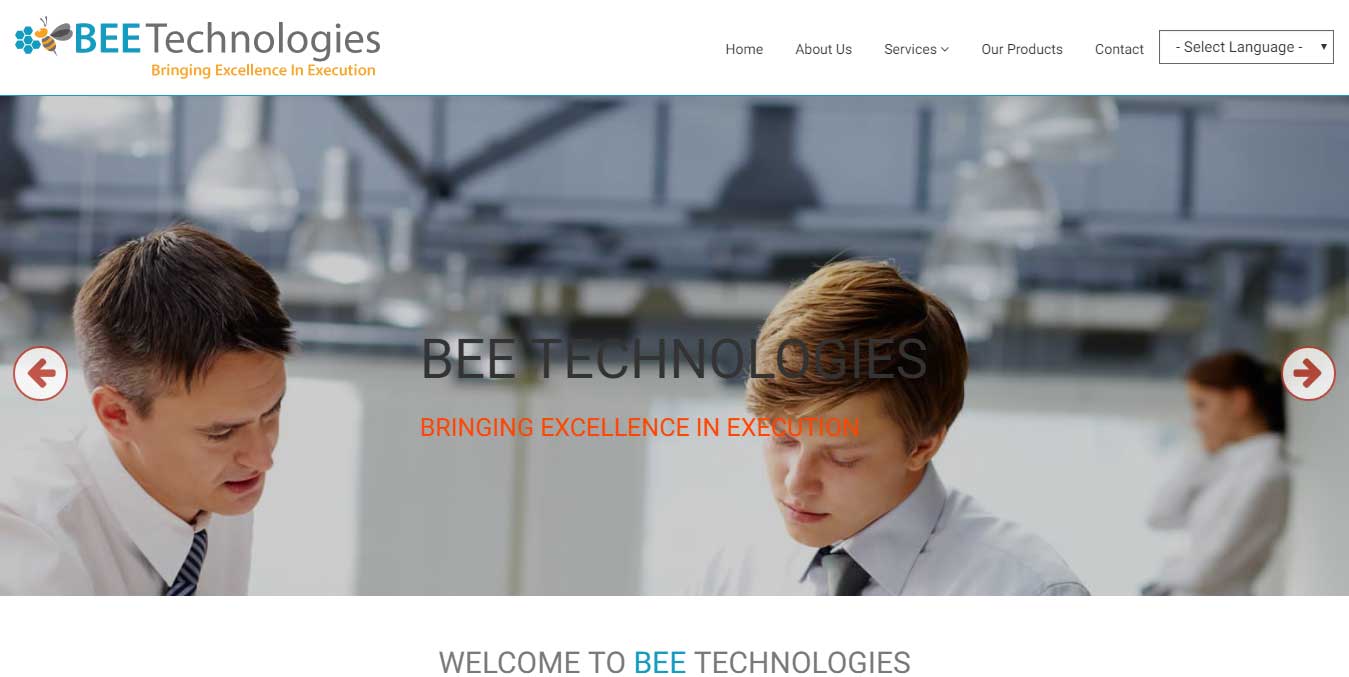 BEE Technologies
Bringing Excellence In Execution
Home About Us Services Our Products Contact - Select Language -
BEE TECHNOLOGIES
BRINGING EXCELLENCE IN EXECUTION
WELCOME TO BEE TECHNOLOGIES